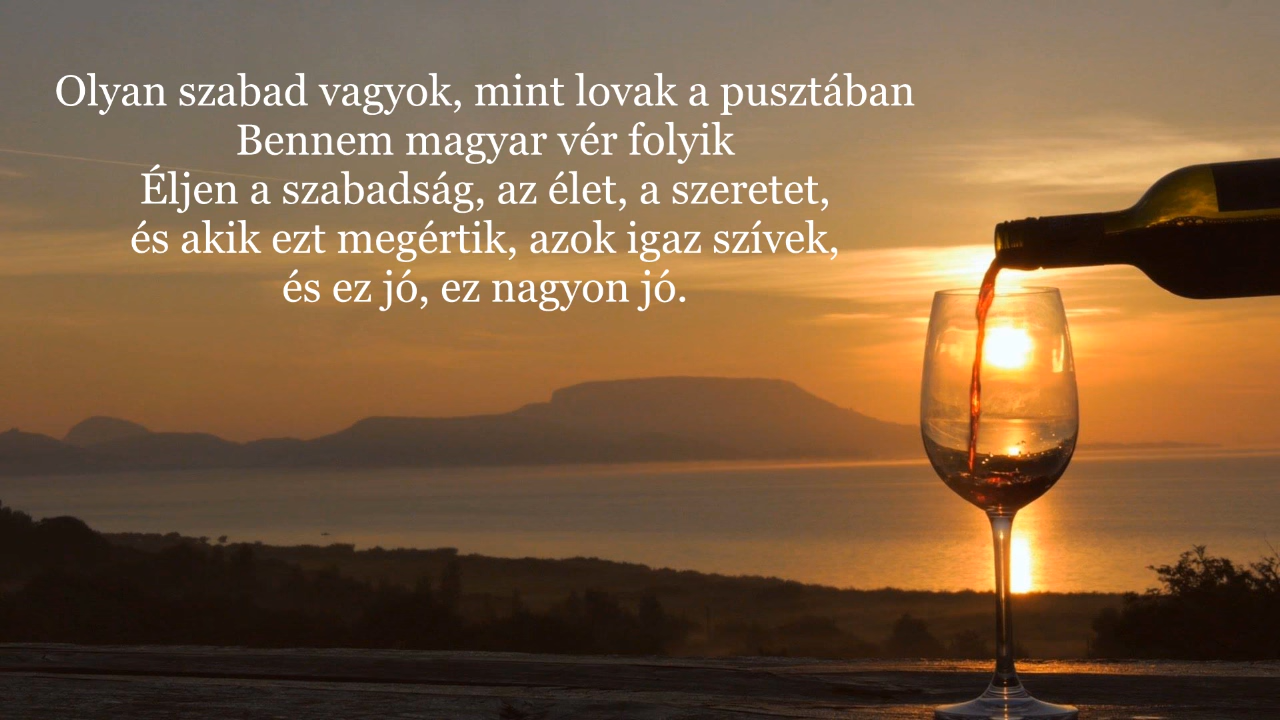 Olyan szabad vagyok, mint lovak a pusztában
Bennem magyar vér folyik
Éljen a szabadság, az élet, a szeretet,
és akik ezt megértik, azok igaz szívek,
és ez jó, ez nagyon jó.